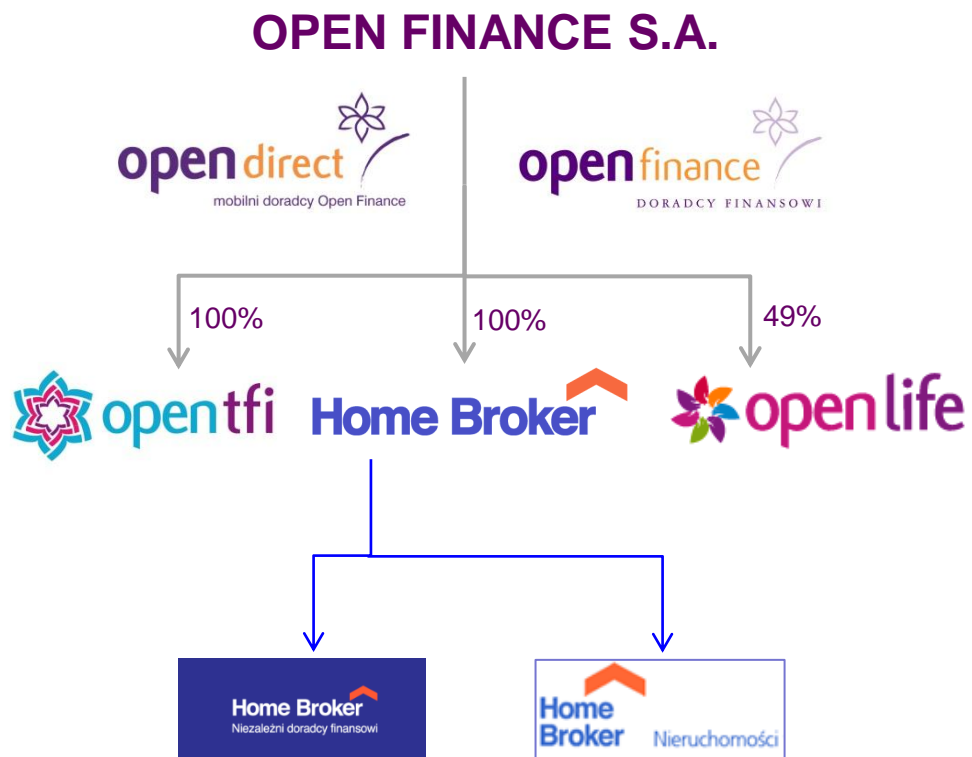 OPEN FINANCE S.A.
open direct
mobilni doradcy Open Finance
open finance
DORADCY FINANSOWI
100%
100%
49%
open tfi
Home Broker
open life
Home Broker
Niezależni doradcy finansowi
Home
Broker
Nieruchomości